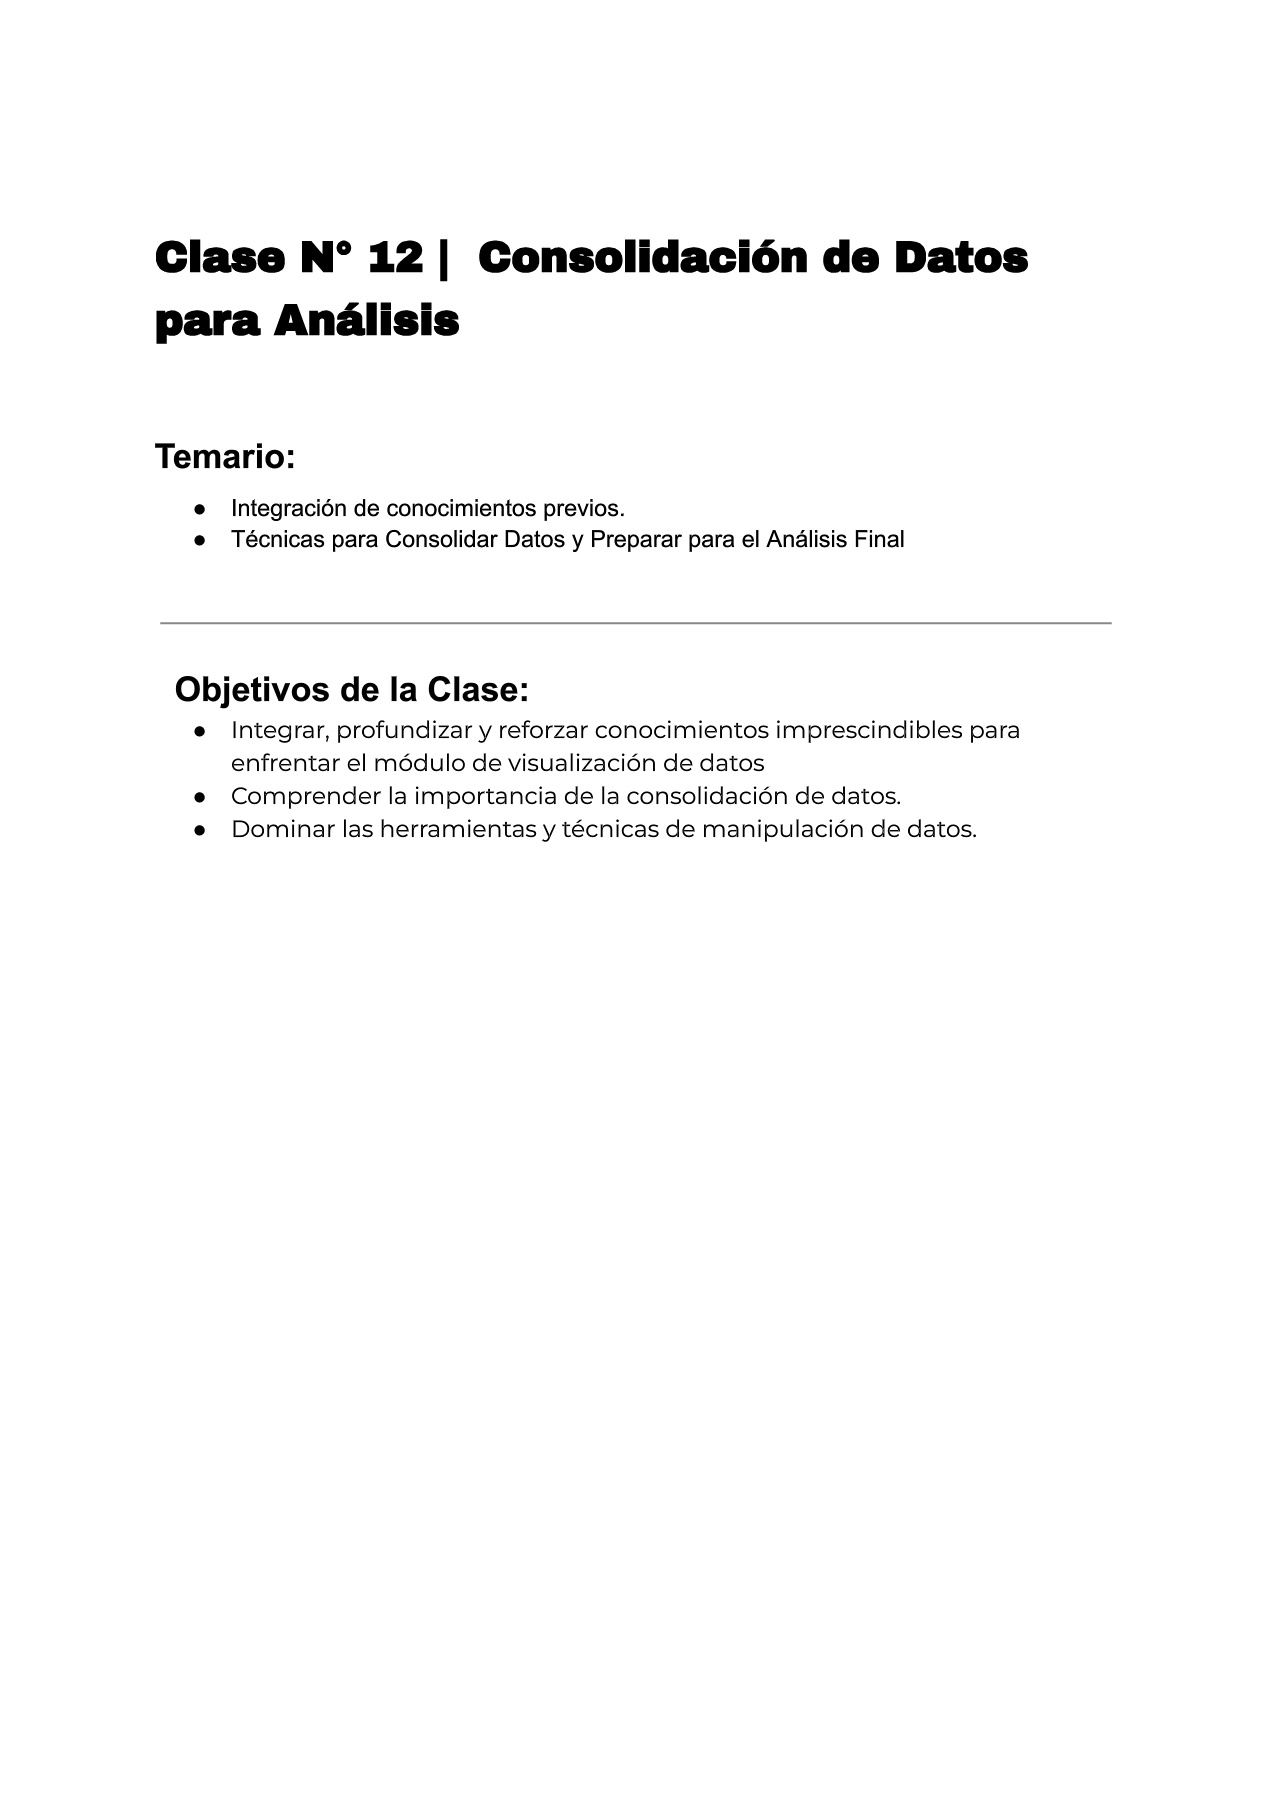 Clase N° 12 |  Consolidación de Datos
para Análisis
Temario:
● Integración de conocimientos previos.
● Técnicas para Consolidar Datos y Preparar para el Análisis Final
Objetivos de la Clase:
● Integrar, profundizar y reforzar conocimientos imprescindibles para
enfrentar el módulo de visualización de datos
● Comprender la importancia de la consolidación de datos.
● Dominar las herramientas y técnicas de manipulación de datos.